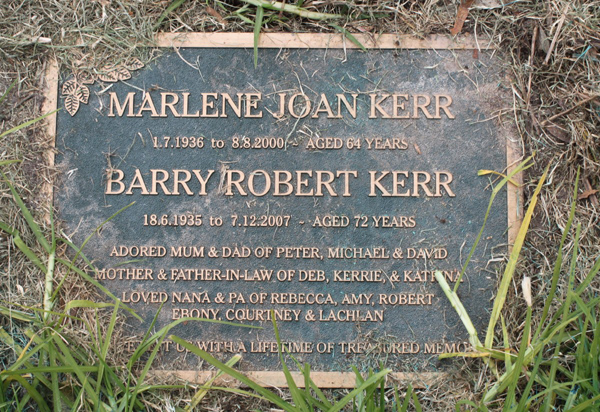 MARLENE JOAN KERR
1.7.1936 to 8.8.2000 ~ AGED 64 YEARS
BARRY ROBERT KERR
18.6.1935 to 7.12.2007 ~ AGED 72 YEARS
ADORED MUM & DAD OF PETER, MICHAEL & DAVID
MOTHER & FATHER-IN-LAW OF DEB, KERRIE, & KATRINA
LOVED NANA & PA OF REBECCA, AMY, ROBERT
EBONY, COURTNEY & LACHLAN
US WITH A LIFETIME OF TREASURED